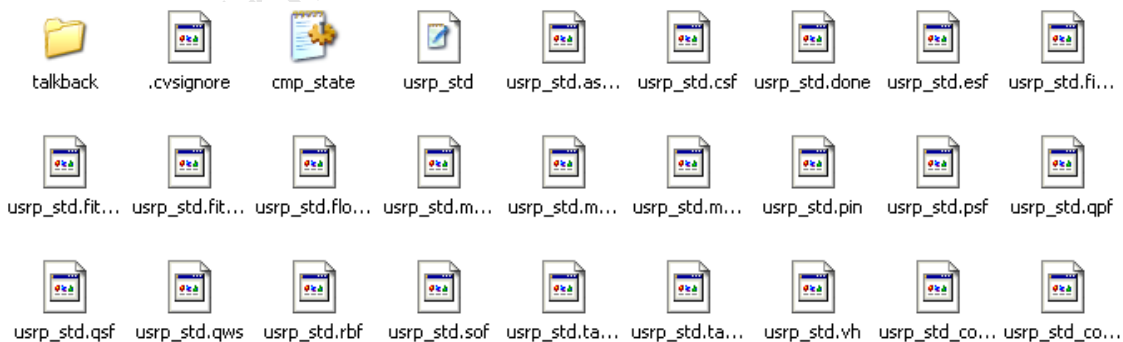 talkback .cvsignore cmp_state usrp_std usrp_std.as... usrp_std.csf usrp_std.done usrp_std.esf usrp_std.fi...
usrp_std.fit... usrp_std.fit... usrp_std.flo... usrp_std.m... usrp_std.m... usrp_std.m... usrp_std.pin usrp_std.psf usrp_std.qpf
usrp_std.qsf usrp_std.qws usrp_std.rbf usrp_std.sof usrp_std.ta... usrp_std.ta... usrp_std.vh usrp_std_co... usrp_std_co...